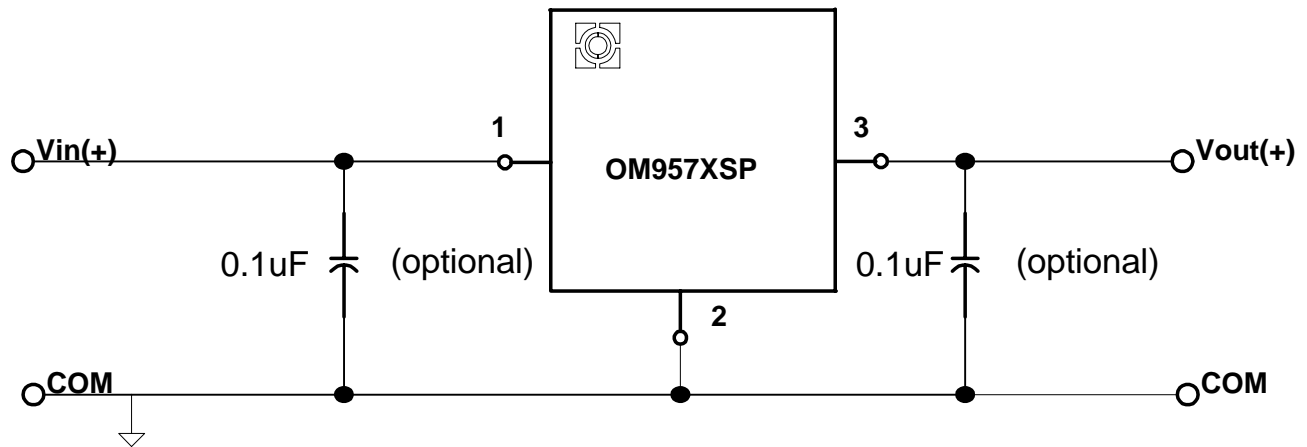 1
3
Vin(+)
OM957XSP
Vout(+)
0.1uF
(optional)
0.1uF
(optional)
2
COM
COM